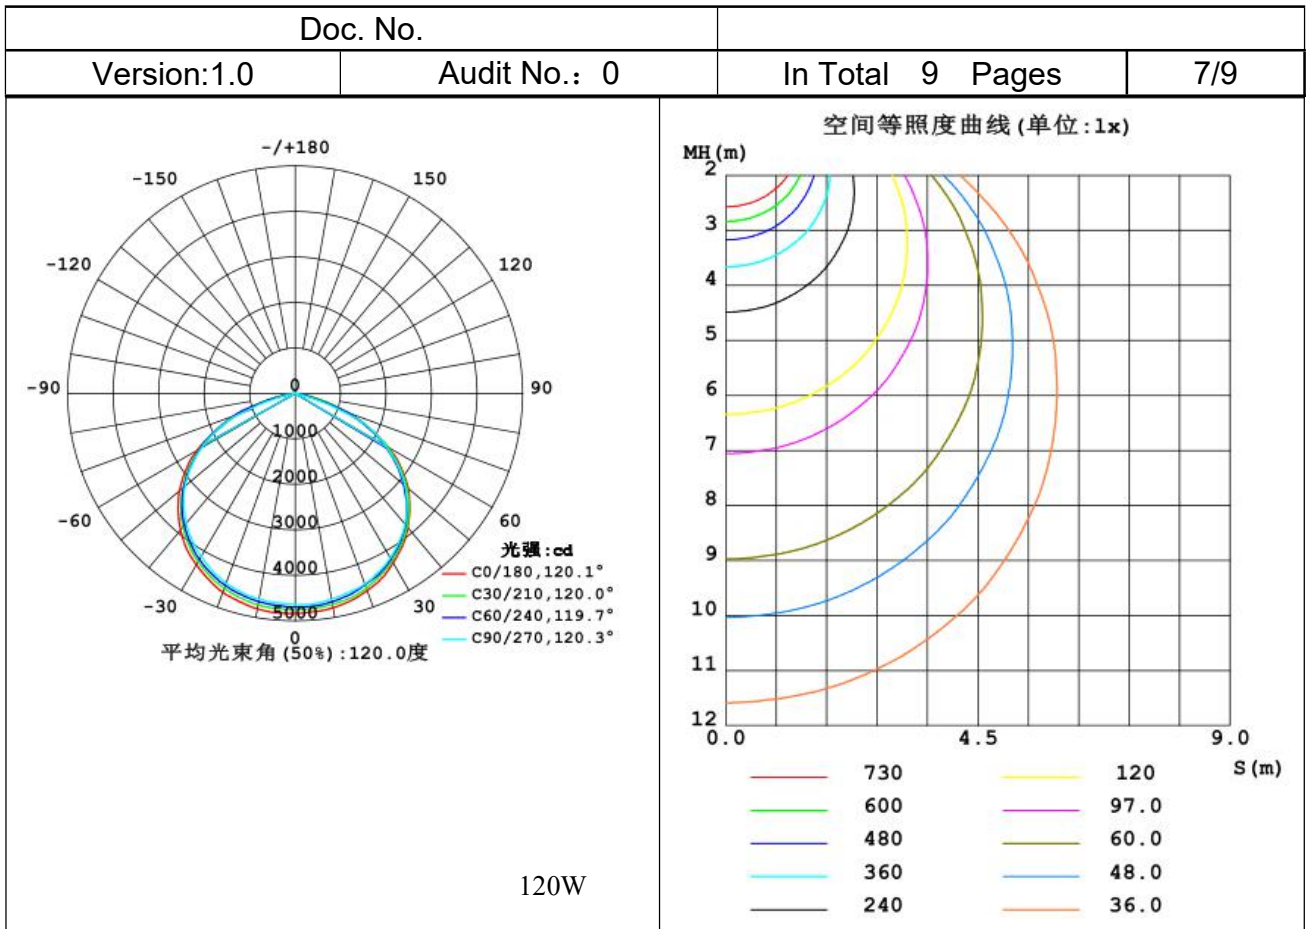 Doc. No.
Version:1.0 Audit No.：0 In Total 9 Pages 7/9
-/+180
-150 150
-120 120
-90 0 90
1000
2000
-60 3000 60
光强:cd
4000 C0/180,120.1°
-30 30 C30/210,120.0°
5000 C60/240,119.7°
0 C90/270,120.3°
平均光束角(50%):120.0度
120W
空间等照度曲线(单位:lx)
MH(m)
2
3
4
5
6
7
8
9
10
11
12
0.0 4.5 9.0
S(m)
730 120
600 97.0
480 60.0
360 48.0
240 36.0